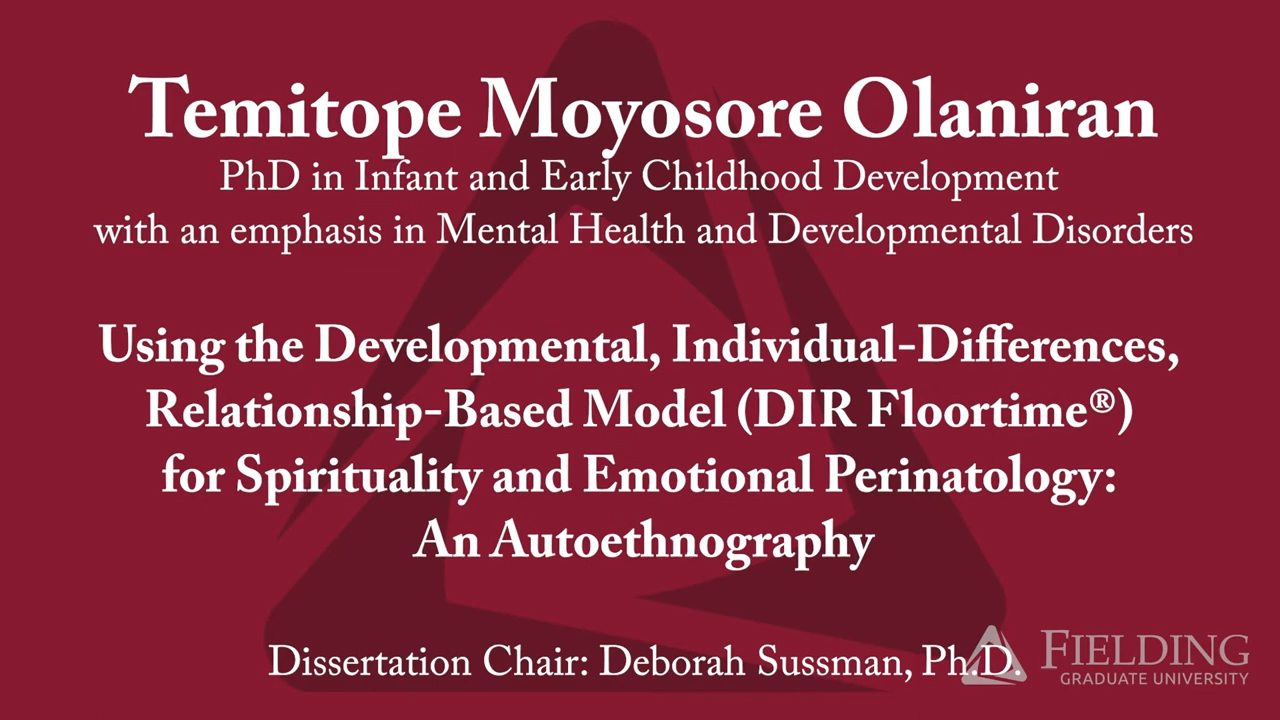 Temitope Moyosore Olaniran
PhD in Infant and Early Childhood Development
with an emphasis in Mental Health and Developmental Disorders
Using the Developmental, Individual-Differences,
Relationship-Based Model (DIR Floortime®)
for Spirituality and Emotional Perinatology:
An Autoethnography
Dissertation Chair: Deborah Sussman, Ph.D.
FIELDING
GRADUATE UNIVERSITY